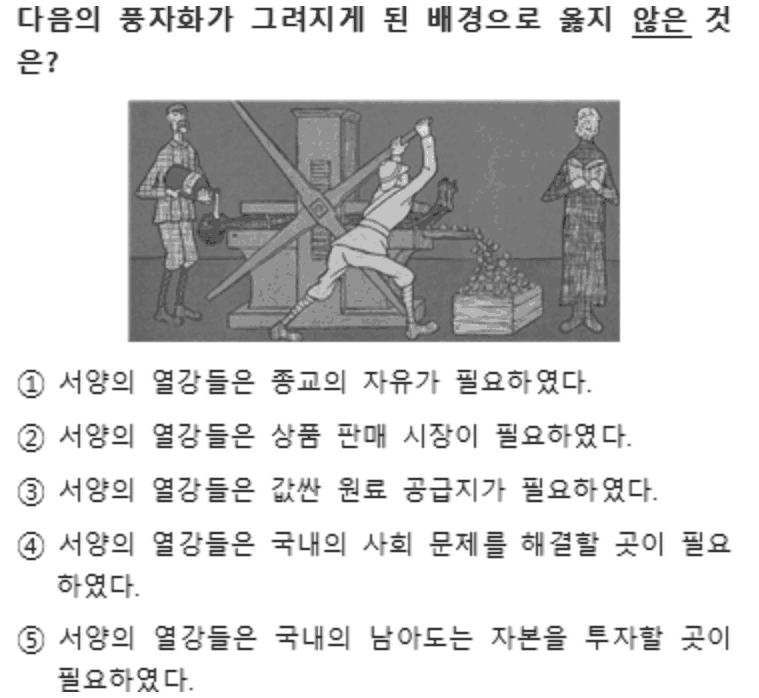 다음의 풍자화가 그려지게 된 배경으로 옳지 않은 것
은?
① 서양의 열강들은 종교의 자유가 필요하였다.
② 서양의 열강들은 상품 판매 시장이 필요하였다.
③ 서양의 열강들은 값싼 원료 공급지가 필요하였다.
④ 서양의 열강들은 국내의 사회 문제를 해결할 곳이 필요
하였다.
⑤ 서양의 열강들은 국내의 남아도는 자본을 투자할 곳이
필요하였다.